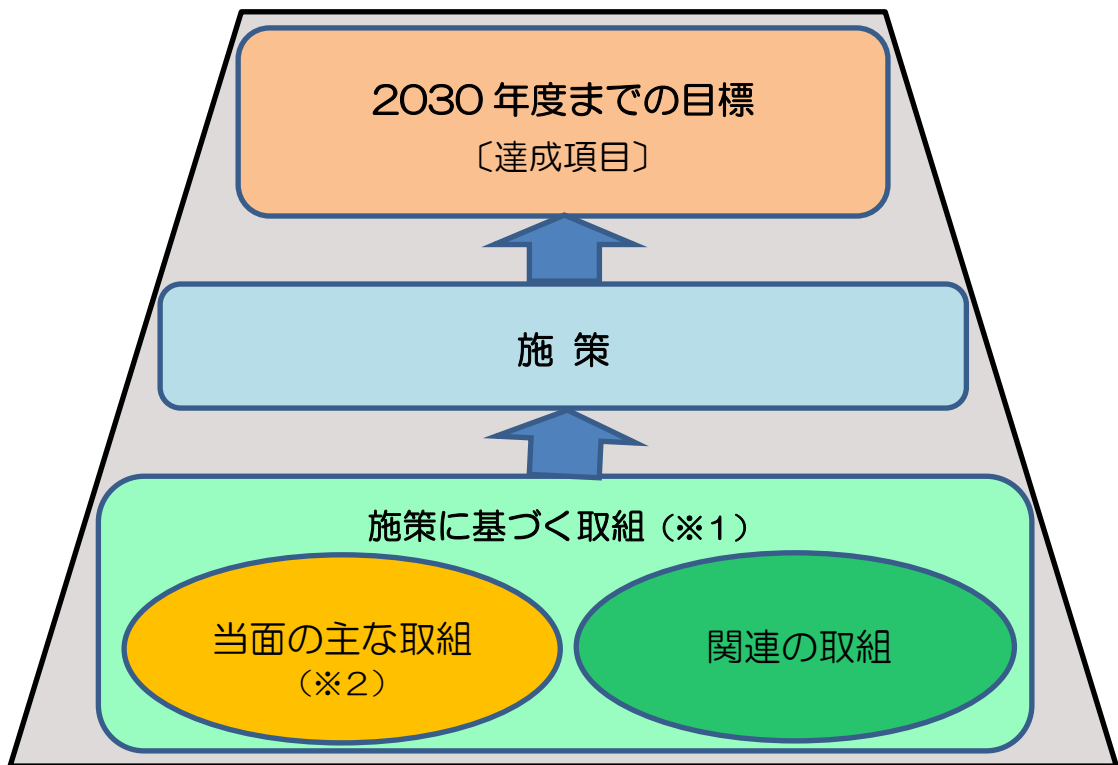 2030 年度までの目標
〔達成項目〕
施 策
施策に基づく取組（※１）
当面の主な取組
（※２）
関連の取組